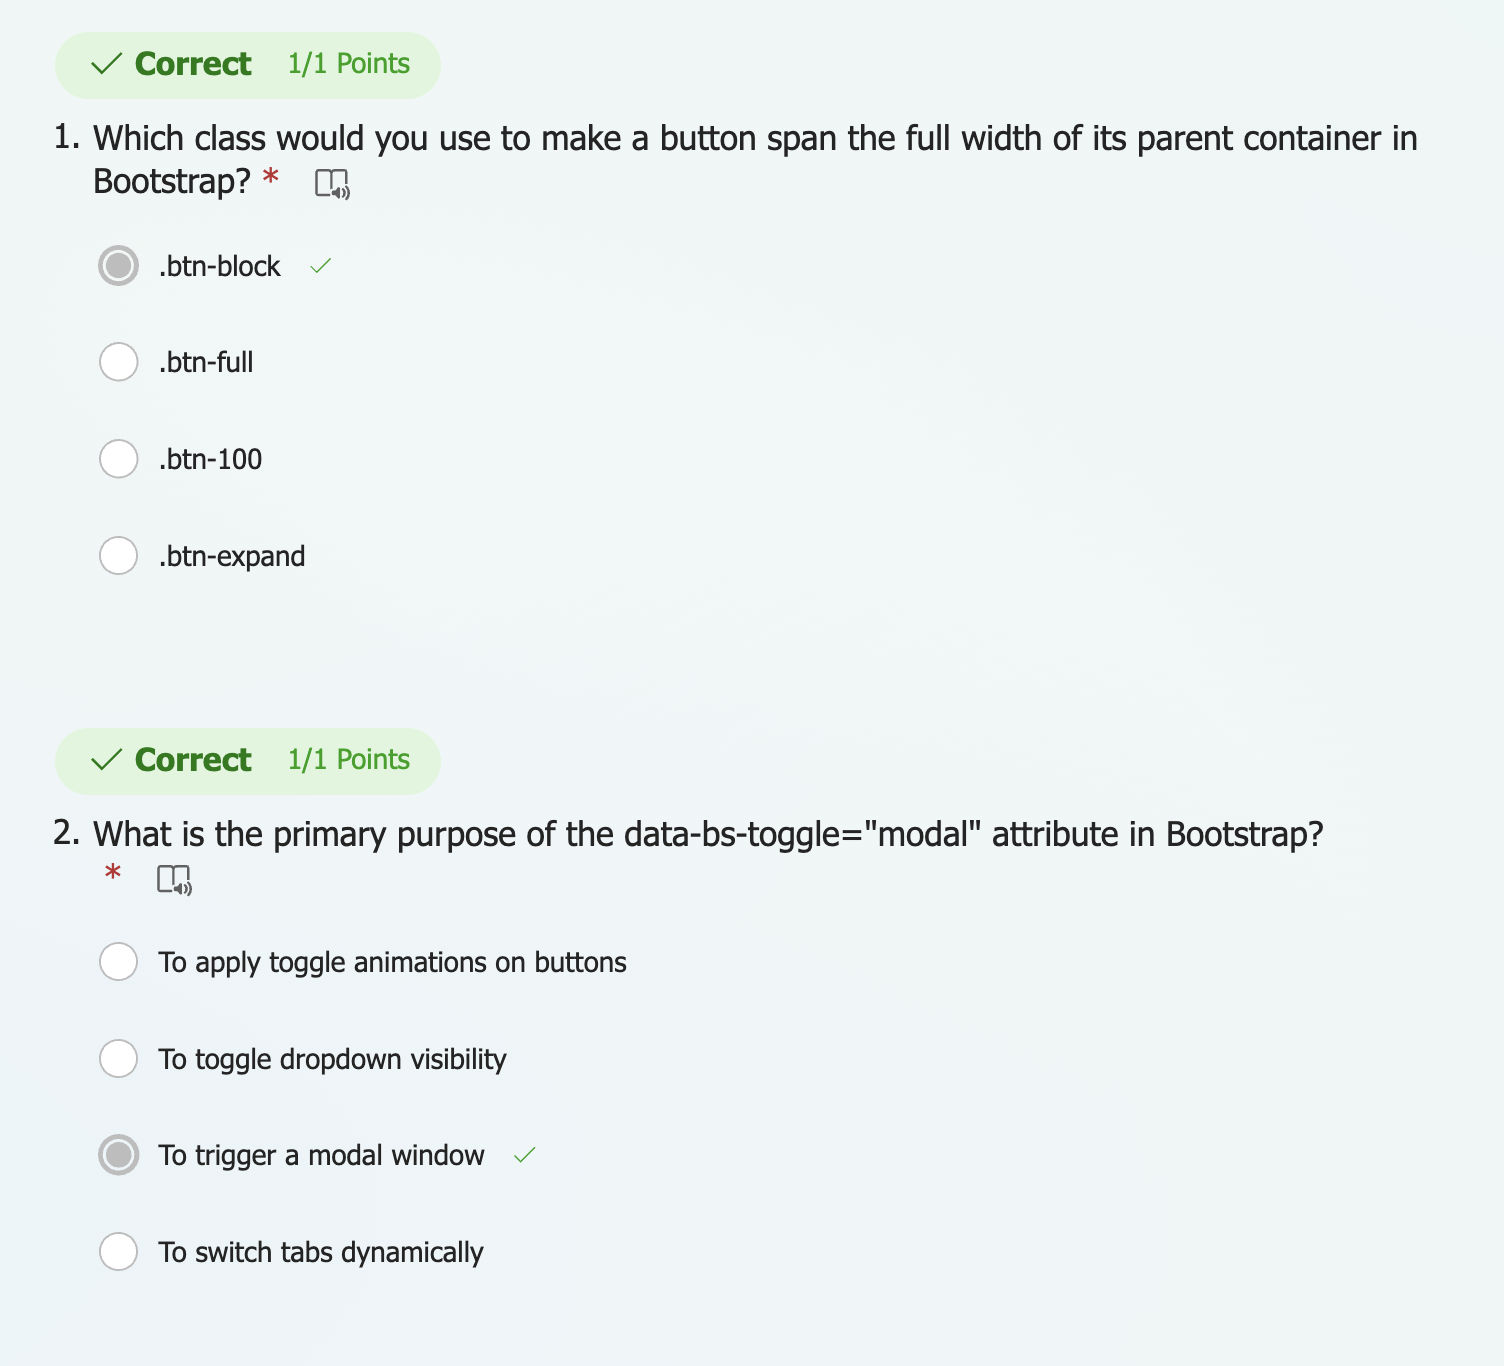 Correct 1/1 Points
1. Which class would you use to make a button span the full width of its parent container in
Bootstrap? *
.btn-block
.btn-full
.btn-100
.btn-expand
Correct 1/1 Points
2. What is the primary purpose of the data-bs-toggle="modal" attribute in Bootstrap?
*
To apply toggle animations on buttons
To toggle dropdown visibility
To trigger a modal window
To switch tabs dynamically